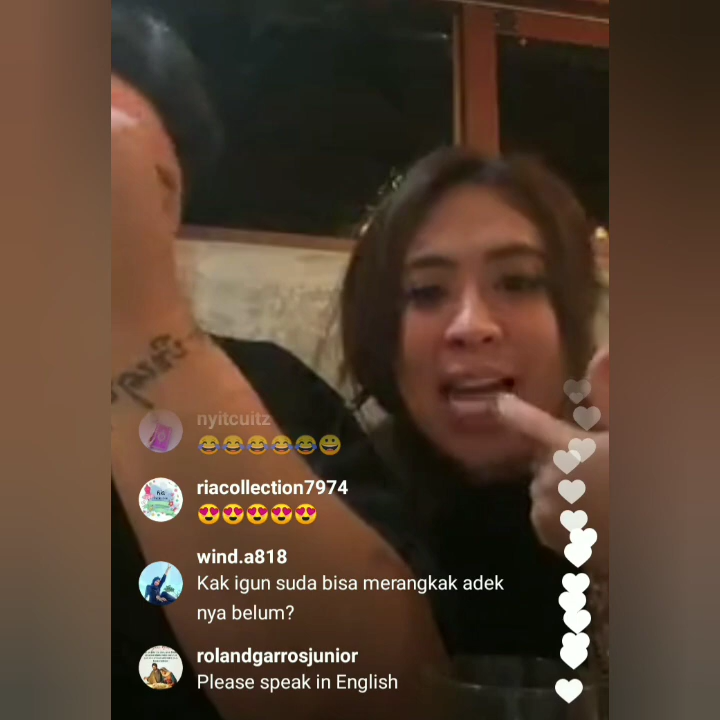 nyitcuitz
😂😂😂😂😂😀
riacollection7974
😍😍😍😍😍
wind.a818
Kak igun suda bisa merangkak adek
nya belum?
rolandgarrosjunior
Please speak in English